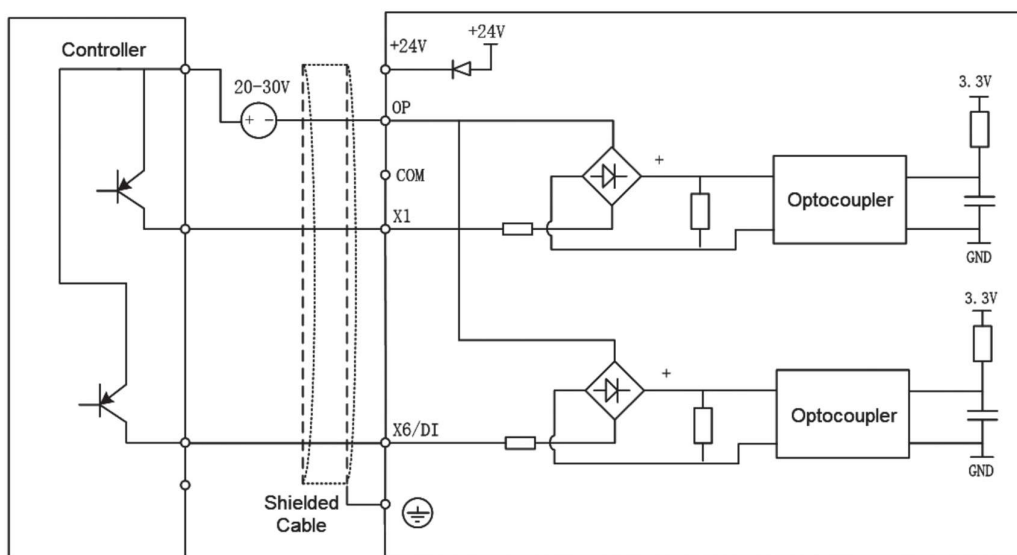 Controller
+24V
+24V
20-30V
+ -
OP
3.3V
+
COM
Optocoupler
X1
GND
3.3V
+
Optocoupler
X6/DI
GND
Shielded
Cable